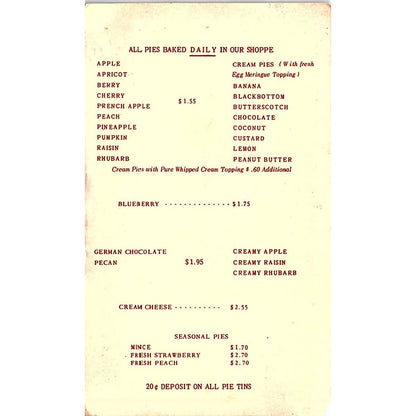 ALL PIES BAKED DAILY IN OUR SHOPPE
APPLE
APRICOT
BERRY
CHERRY
PRENCH APPLE
PEACH
PINEAPPLE
PUMPKIN
RAISIN
RHUBARB
$1.55
CREAM PIES (With fresh
Egg Meringue Topping)
BANANA
BLACKBOTTOM
BUTTERSCOTCH
CHOCOLATE
COCONUT
CUSTARD
LEMON
PEANUT BUTTER
Cream Pies with Pure Whipped Cream Topping $.60 Additional
BLUEBERRY - - - - - - - - - - - - - - $1.75
GERMAN CHOCOLATE
PECAN
$1.95
CREAMY APPLE
CREAMY RAISIN
CREAMY RHUBARB
CREAM CHEESE - - - - - - - - - - $2.55
SEASONAL PIES
MINCE $1.70
FRESH STRAWBERRY $2.70
FRESH PEACH $2.70
20¢ DEPOSIT ON ALL PIE TINS